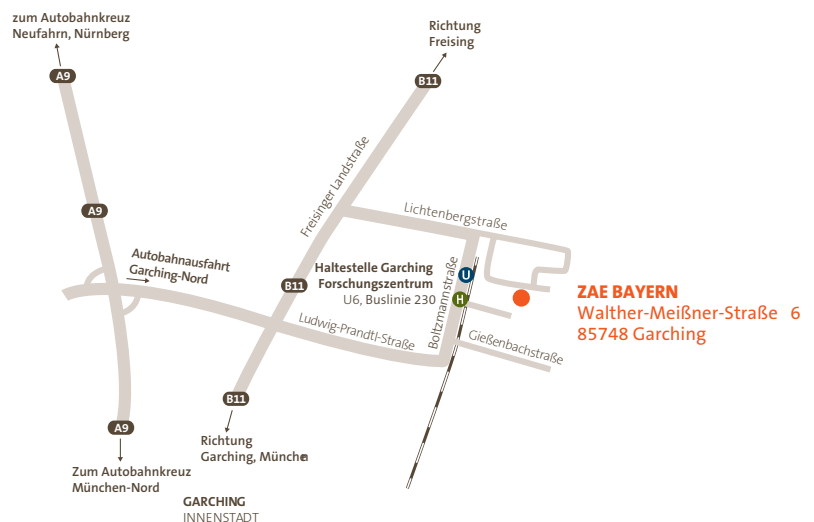 zum Autobahnkreuz
Neufahrn, Nürnberg
Richtung
Freising
A9
B11
Freisinger Landstraße
A9
Lichtenbergstraße
Autobahnausfahrt
Garching-Nord
Haltestelle Garching
Forschungszentrum
U6, Buslinie 230
U
H
B11
Boltzmannstraße
ZAE BAYERN
Walther-Meißner-Straße 6
85748 Garching
Ludwig-Prandtl-Straße
Gießenbachstraße
B11
A9
Richtung
Garching, München
Zum Autobahnkreuz
München-Nord
GARCHING
INNENSTADT